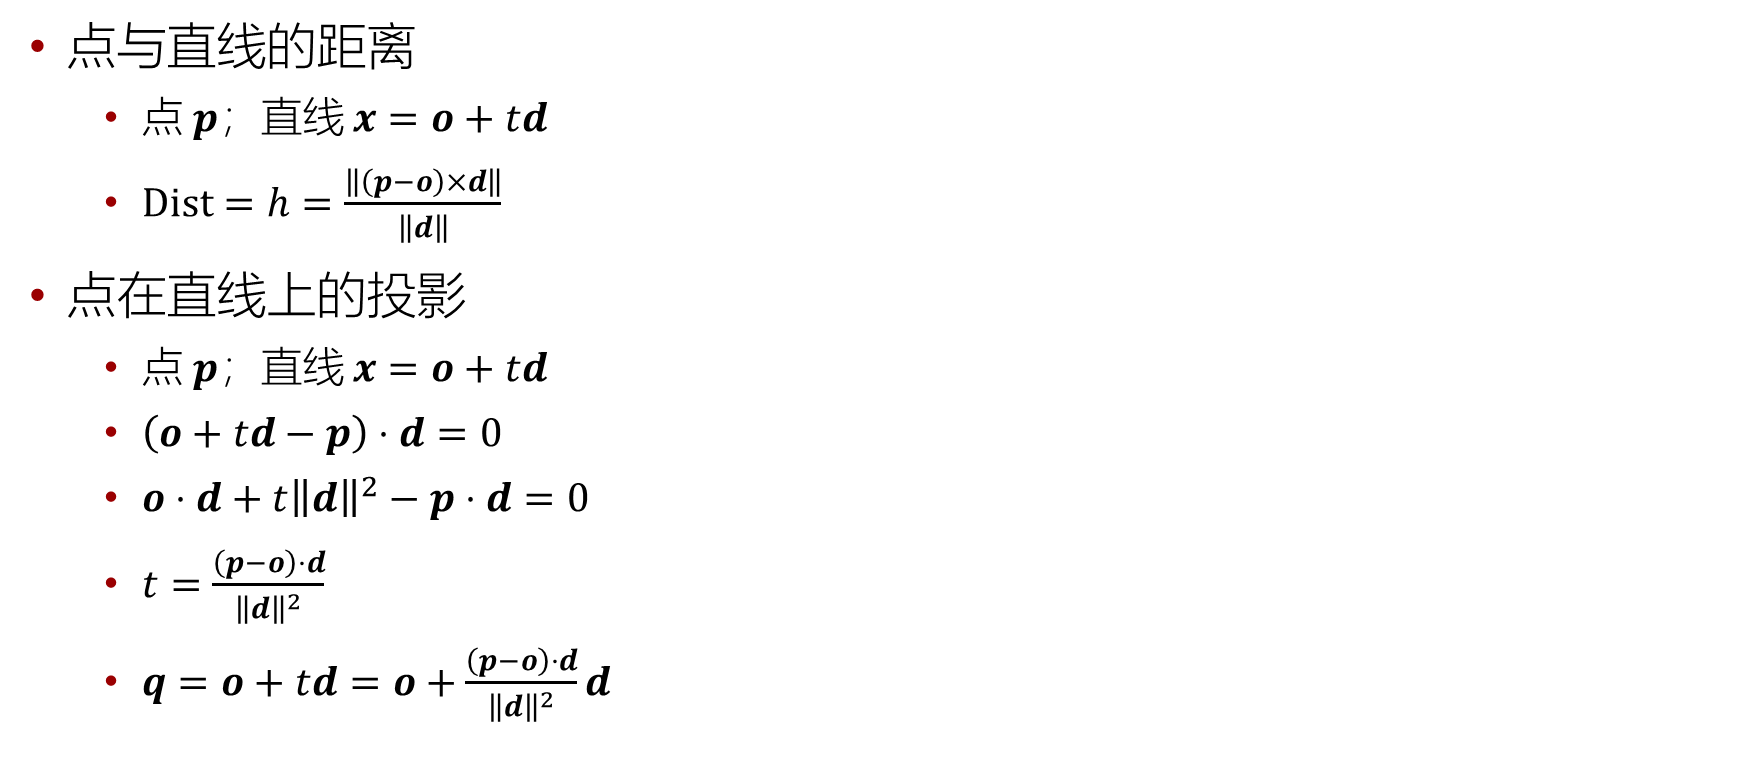 • 点与直线的距离
• 点 p；直线 x = o + td
• Dist = h = ‖(p−o)×d‖ / ‖d‖
• 点在直线上的投影
• 点 p；直线 x = o + td
• (o + td − p) · d = 0
• o · d + t‖d‖² − p · d = 0
• t = (p−o)·d / ‖d‖²
• q = o + td = o + (p−o)·d / ‖d‖² d